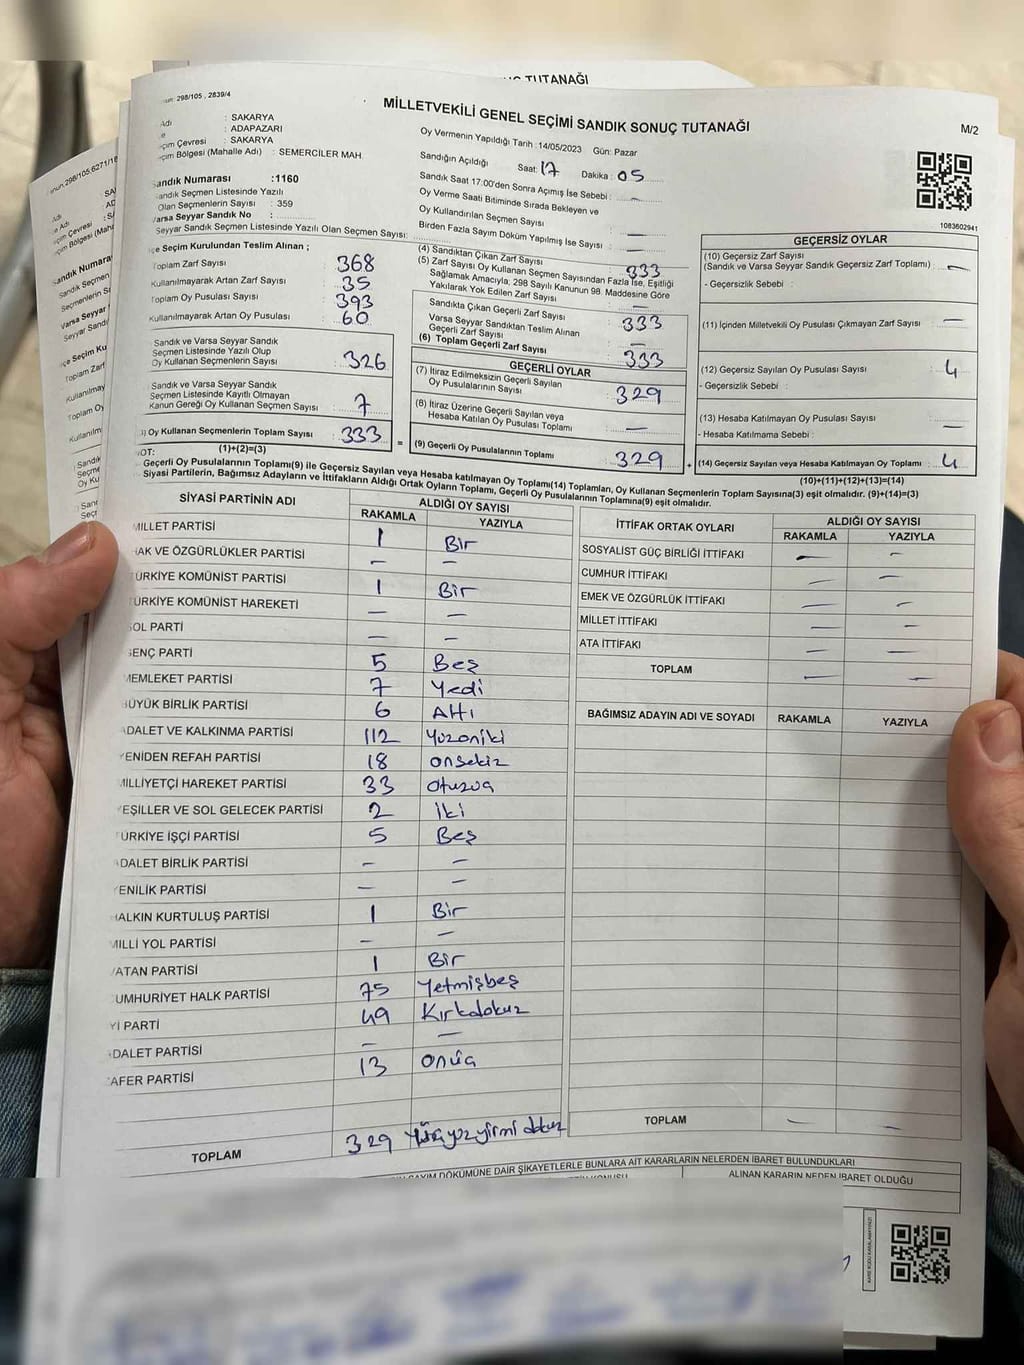 Ç TUTANAĞI
298/105 , 2839/4
MİLLETVEKİLİ GENEL SEÇİMİ SANDIK SONUÇ TUTANAĞI
M/2
Adı : SAKARYA
: ADAPAZARI
çim Çevresi : SAKARYA
çim Bölgesi (Mahalle Adı) : SEMERCİLER MAH.
andık Numarası :1160
andık Seçmen Listesinde Yazılı
Olan Seçmenlerin Sayısı : 359
Varsa Seyyar Sandık No :
Seyyar Sandık Seçmen Listesinde Yazılı Olan Seçmen Sayısı:
Oy Vermenin Yapıldığı Tarih :14/05/2023 Gün: Pazar
Sandığın Açıldığı Saat: 17 Dakika : 05
Sandık Saat 17:00'den Sonra Açımış İse Sebebi : –
Oy Verme Saati Bitiminde Sırada Bekleyen ve
Oy Kullandırılan Seçmen Sayısı –
Birden Fazla Sayım Döküm Yapılmış İse Sayısı : –
1083602941
çe Seçim Kurulundan Teslim Alınan ;
Toplam Zarf Sayısı 368
Kullanılmayarak Artan Zarf Sayısı 35
Toplam Oy Pusulası Sayısı 393
Kullanılmayarak Artan Oy Pusulası 60
Sandık ve Varsa Seyyar Sandık
Seçmen Listesinde Yazılı Olup
Oy Kullanan Seçmenlerin Sayısı 326
Sandık ve Varsa Seyyar Sandık
Seçmen Listesinde Kayıtlı Olmayan
Kanun Gereği Oy Kullanan Seçmen Sayısı 7
) Oy Kullanan Seçmenlerin Toplam Sayısı 333
(1)+(2)=(3)
(4) Sandıktan Çıkan Zarf Sayısı 333
(5) Zarf Sayısı Oy Kullanan Seçmen Sayısından Fazla İse, Eşitliği
Sağlamak Amacıyla; 298 Sayılı Kanunun 98. Maddesine Göre
Yakılarak Yok Edilen Zarf Sayısı –
Sandıkta Çıkan Geçerli Zarf Sayısı 333
Varsa Seyyar Sandıktan Teslim Alınan
Geçerli Zarf Sayısı –
(6) Toplam Geçerli Zarf Sayısı 333
GEÇERLİ OYLAR
(7) İtiraz Edilmeksizin Geçerli Sayılan
Oy Pusulalarının Sayısı 329
(8) İtiraz Üzerine Geçerli Sayılan veya
Hesaba Katılan Oy Pusulası Toplamı –
= (9) Geçerli Oy Pusulalarının Toplamı 329 +
GEÇERSİZ OYLAR
(10) Geçersiz Zarf Sayısı
(Sandık ve Varsa Seyyar Sandık Geçersiz Zarf Toplamı) : –
- Geçersizlik Sebebi :
(11) İçinden Milletvekili Oy Pusulası Çıkmayan Zarf Sayısı –
(12) Geçersiz Sayılan Oy Pusulası Sayısı 4
- Geçersizlik Sebebi :
(13) Hesaba Katılmayan Oy Pusulası Sayısı –
- Hesaba Katılmama Sebebi :
(14) Geçersiz Sayılan veya Hesaba Katılmayan Oy Toplamı 4
(10)+(11)+(12)+(13)=(14)
NOT:
Geçerli Oy Pusulalarının Toplamı(9) ile Geçersiz Sayılan veya Hesaba katılmayan Oy Toplamı(14) Toplamları, Oy Kullanan Seçmenlerin Toplam Sayısına(3) eşit olmalıdır. (9)+(14)=(3)
Siyasi Partilerin, Bağımsız Adayların ve İttifakların Aldığı Ortak Oyların Toplamı, Geçerli Oy Pusulalarının Toplamına(9) eşit olmalıdır.
SİYASİ PARTİNİN ADI ALDIĞI OY SAYISI
RAKAMLA YAZIYLA
MİLLET PARTİSİ 1 Bir
HAK VE ÖZGÜRLÜKLER PARTİSİ – –
TÜRKİYE KOMÜNİST PARTİSİ 1 Bir
TÜRKİYE KOMÜNİST HAREKETİ – –
SOL PARTİ – –
GENÇ PARTİ 5 Beş
MEMLEKET PARTİSİ 7 Yedi
BÜYÜK BİRLİK PARTİSİ 6 Altı
ADALET VE KALKINMA PARTİSİ 112 Yüzoniki
YENİDEN REFAH PARTİSİ 18 onsekiz
MİLLİYETÇİ HAREKET PARTİSİ 33 otuzüç
YEŞİLLER VE SOL GELECEK PARTİSİ 2 İki
TÜRKİYE İŞÇİ PARTİSİ 5 Beş
ADALET BİRLİK PARTİSİ – –
YENİLİK PARTİSİ – –
HALKIN KURTULUŞ PARTİSİ 1 Bir
MİLLİ YOL PARTİSİ – –
VATAN PARTİSİ 1 Bir
CUMHURİYET HALK PARTİSİ 75 Yetmişbeş
İYİ PARTİ 49 Kırkdokuz
ADALET PARTİSİ – –
ZAFER PARTİSİ 13 onüç
TOPLAM 329 Üçyüzyirmi dokuz
İTTİFAK ORTAK OYLARI ALDIĞI OY SAYISI
RAKAMLA YAZIYLA
SOSYALİST GÜÇ BİRLİĞİ İTTİFAKI – –
CUMHUR İTTİFAKI – –
EMEK VE ÖZGÜRLÜK İTTİFAKI – –
MİLLET İTTİFAKI – –
ATA İTTİFAKI – –
TOPLAM – –
BAĞIMSIZ ADAYIN ADI VE SOYADI RAKAMLA YAZIYLA
TOPLAM – –
SAYIM DÖKÜMÜNE DAİR ŞİKAYETLERLE BUNLARA AİT KARARLARIN NELERDEN İBARET BULUNDUKLARI
ALINAN KARARIN NEDEN İBARET OLDUĞU